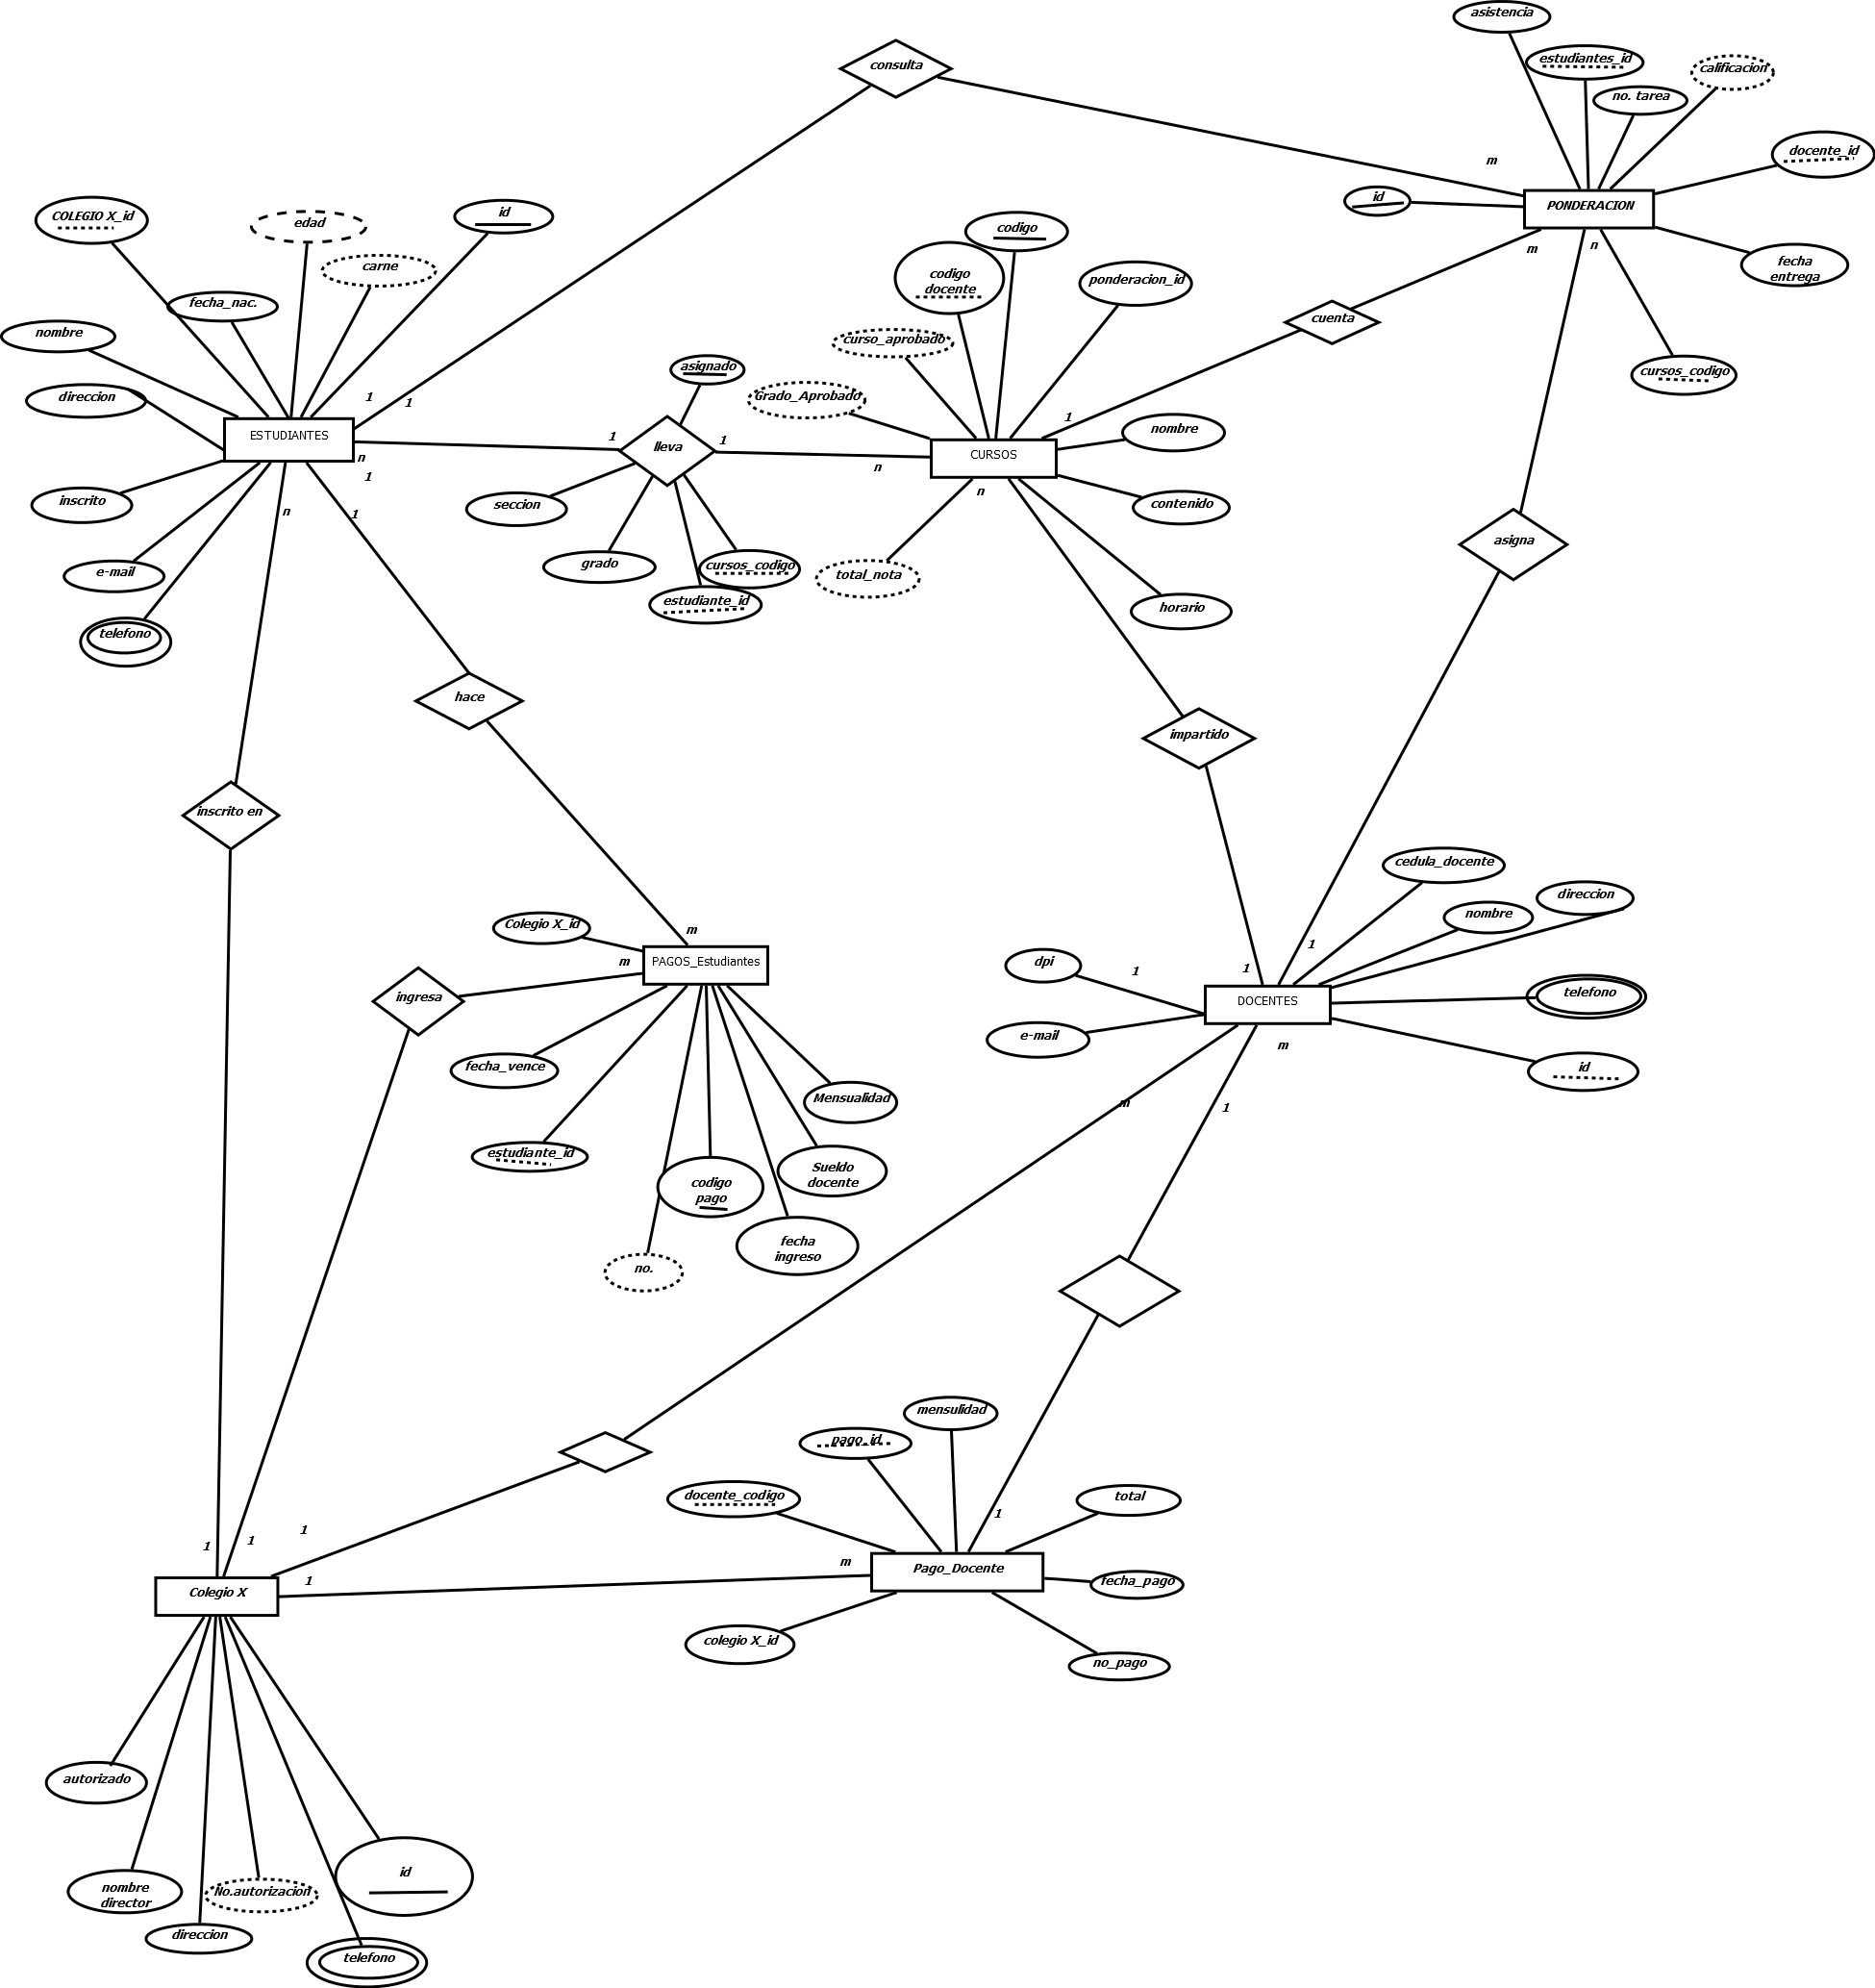 asistencia
estudiantes_id
calificacion
no. tarea
docente_id
id
PONDERACION
fecha
entrega
cursos_codigo
consulta
m
m
n
COLEGIO X_id
edad
id
carne
fecha_nac.
nombre
direccion
ESTUDIANTES
inscrito
e-mail
telefono
1
1
n
1
n
1
1
asignado
lleva
1
seccion
grado
cursos_codigo
estudiante_id
codigo
codigo
docente
ponderacion_id
curso_aprobado
Grado_Aprobado
cuenta
1
nombre
CURSOS
n
n
contenido
total_nota
horario
asigna
hace
impartido
inscrito en
cedula_docente
direccion
nombre
dpi
1
1
1
telefono
DOCENTES
e-mail
m
id
m
1
Colegio X_id
m
m
PAGOS_Estudiantes
ingresa
fecha_vence
Mensualidad
estudiante_id
Sueldo
docente
codigo
pago
fecha
ingreso
no.
mensulidad
pago_id
docente_codigo
total
1
1
1
1
m
Pago_Docente
fecha_pago
1
Colegio X
colegio X_id
no_pago
autorizado
nombre
director
No.autorizacion
id
direccion
telefono